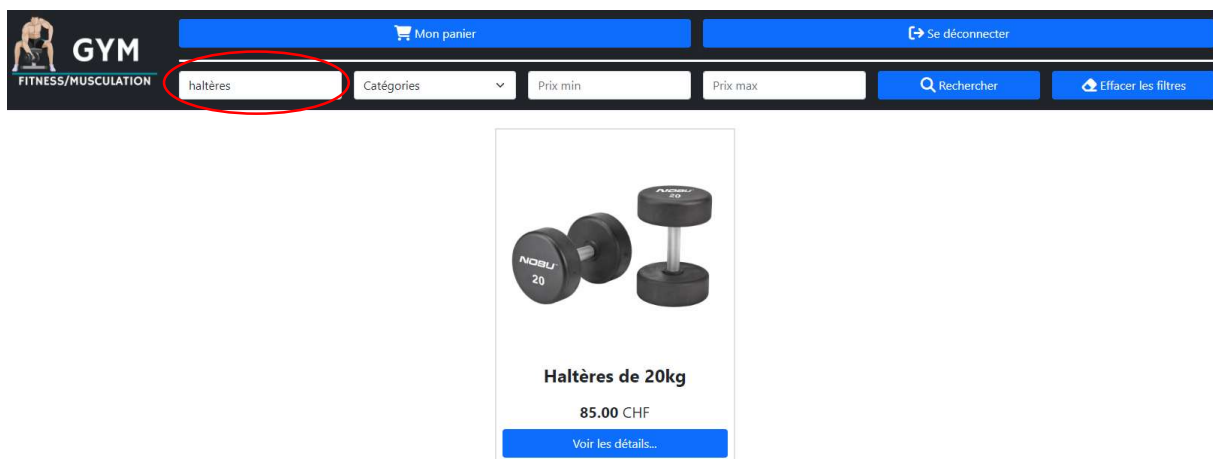 GYM
FITNESS/MUSCULATION
Mon panier
Se déconnecter
haltères
Catégories
Prix min
Prix max
Rechercher
Effacer les filtres
NOBU
20
NOBU
20
Haltères de 20kg
85.00 CHF
Voir les détails...